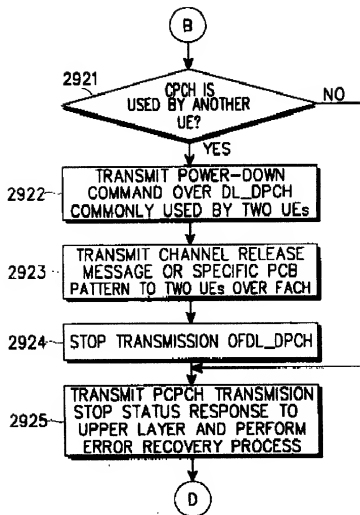 B
2921
CPCH IS
USED BY ANOTHER
UE?
NO
YES
2922
TRANSMIT POWER-DOWN
COMMAND OVER DL_DPCH
COMMONLY USED BY TWO UEs
2923
TRANSMIT CHANNEL RELEASE
MESSAGE OR SPECIFIC PCB
PATTERN TO TWO UEs OVER FACH
2924
STOP TRANSMISSION OFDL_DPCH
2925
TRANSMIT PCPCH TRANSMISION
STOP STATUS RESPONSE TO
UPPER LAYER AND PERFORM
ERROR RECOVERY PROCESS
D